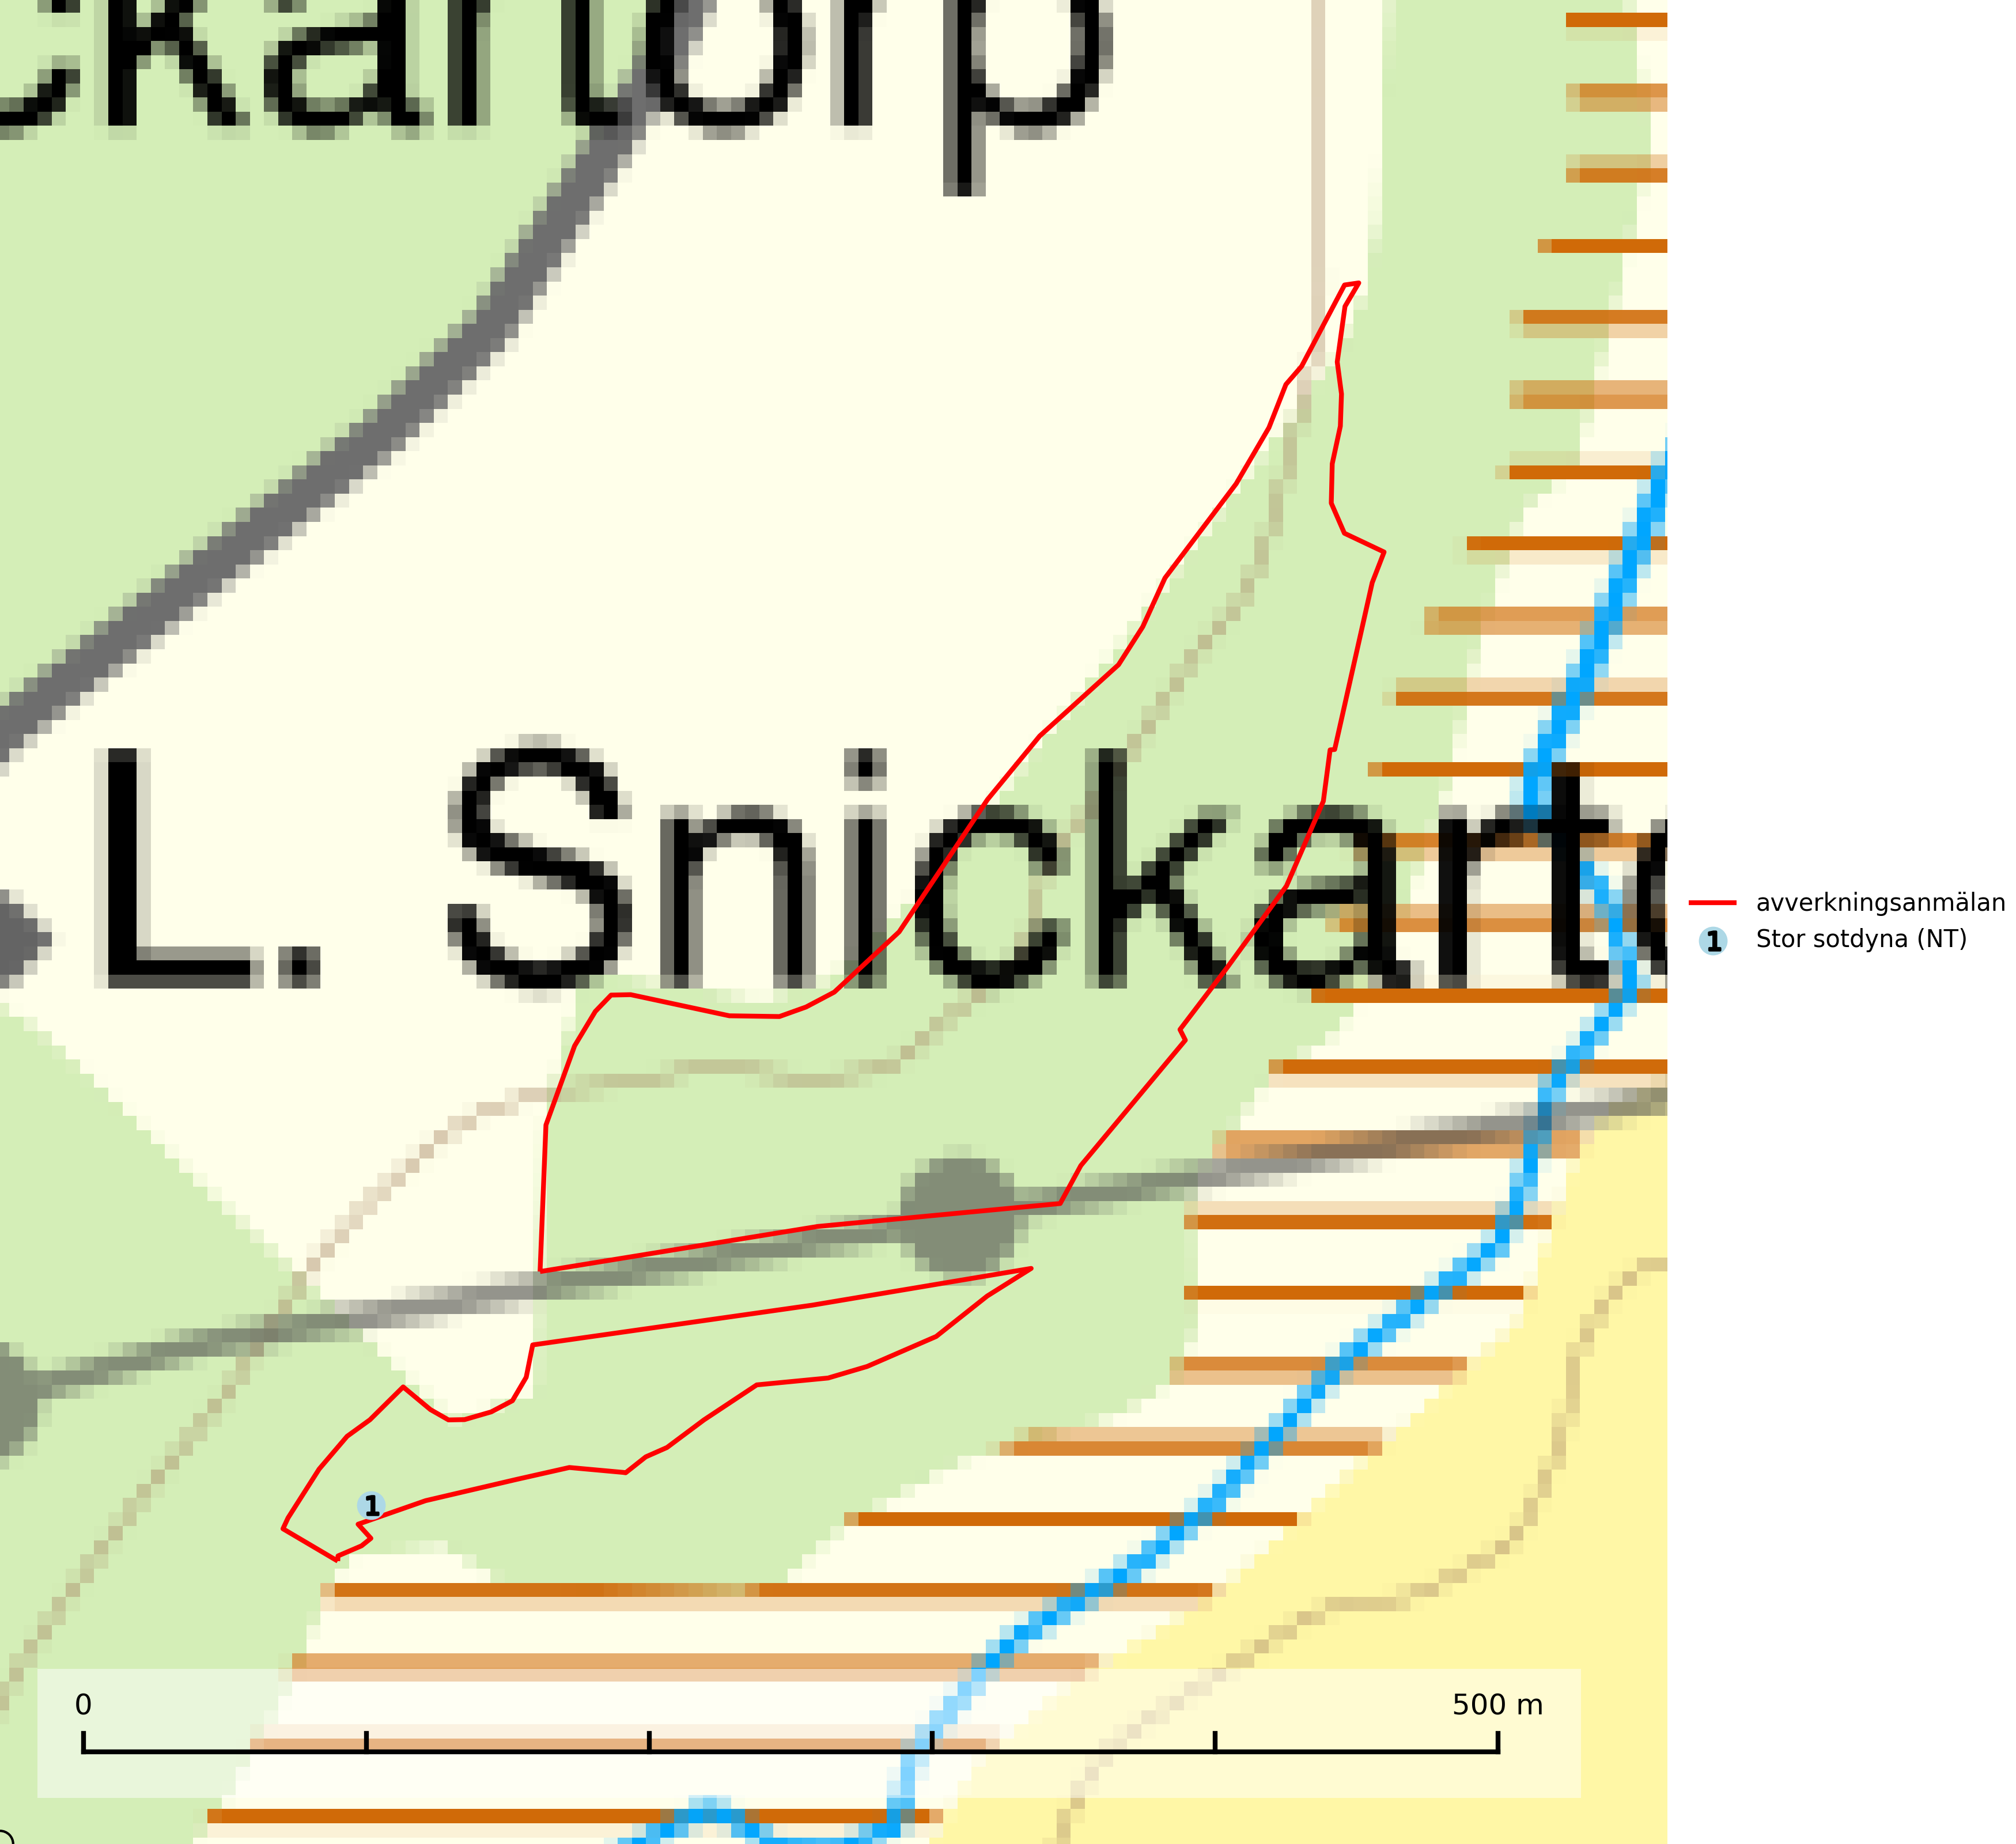 L. Snickart
avverkningsanmälan
1 Stor sotdyna (NT)
1
0 500 m